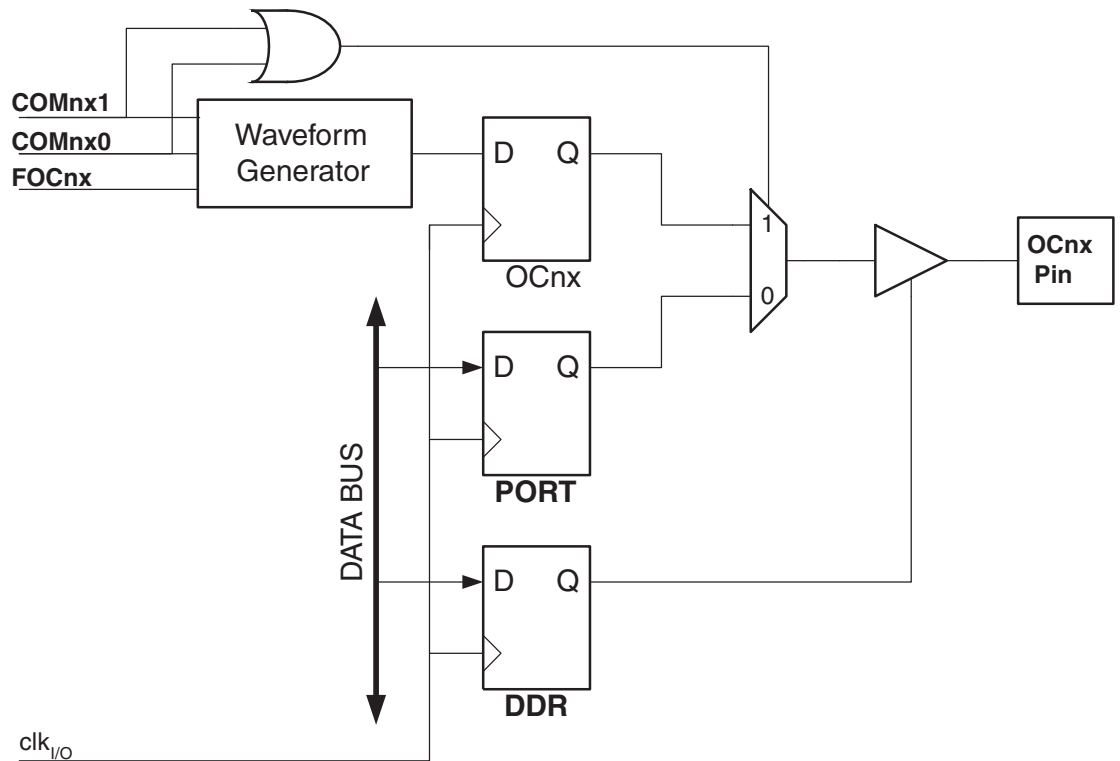 COMnx1
COMnx0
FOCnx
Waveform
Generator
D Q
OCnx
1
0
OCnx
Pin
D Q
PORT
DATA BUS
D Q
DDR
clkI/O